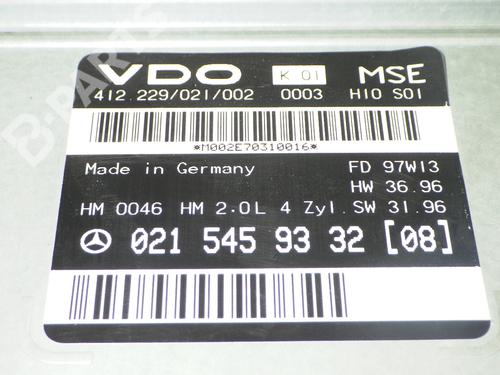 VDO K 01 MSE
412.229/021/002 0003 H10 S01
*M002E70310016*
Made in Germany FD 97W13
HW 36.96
HM 0046 HM 2.0L 4 Zyl. SW 31.96
021 545 93 32 [08]
B-PARTS